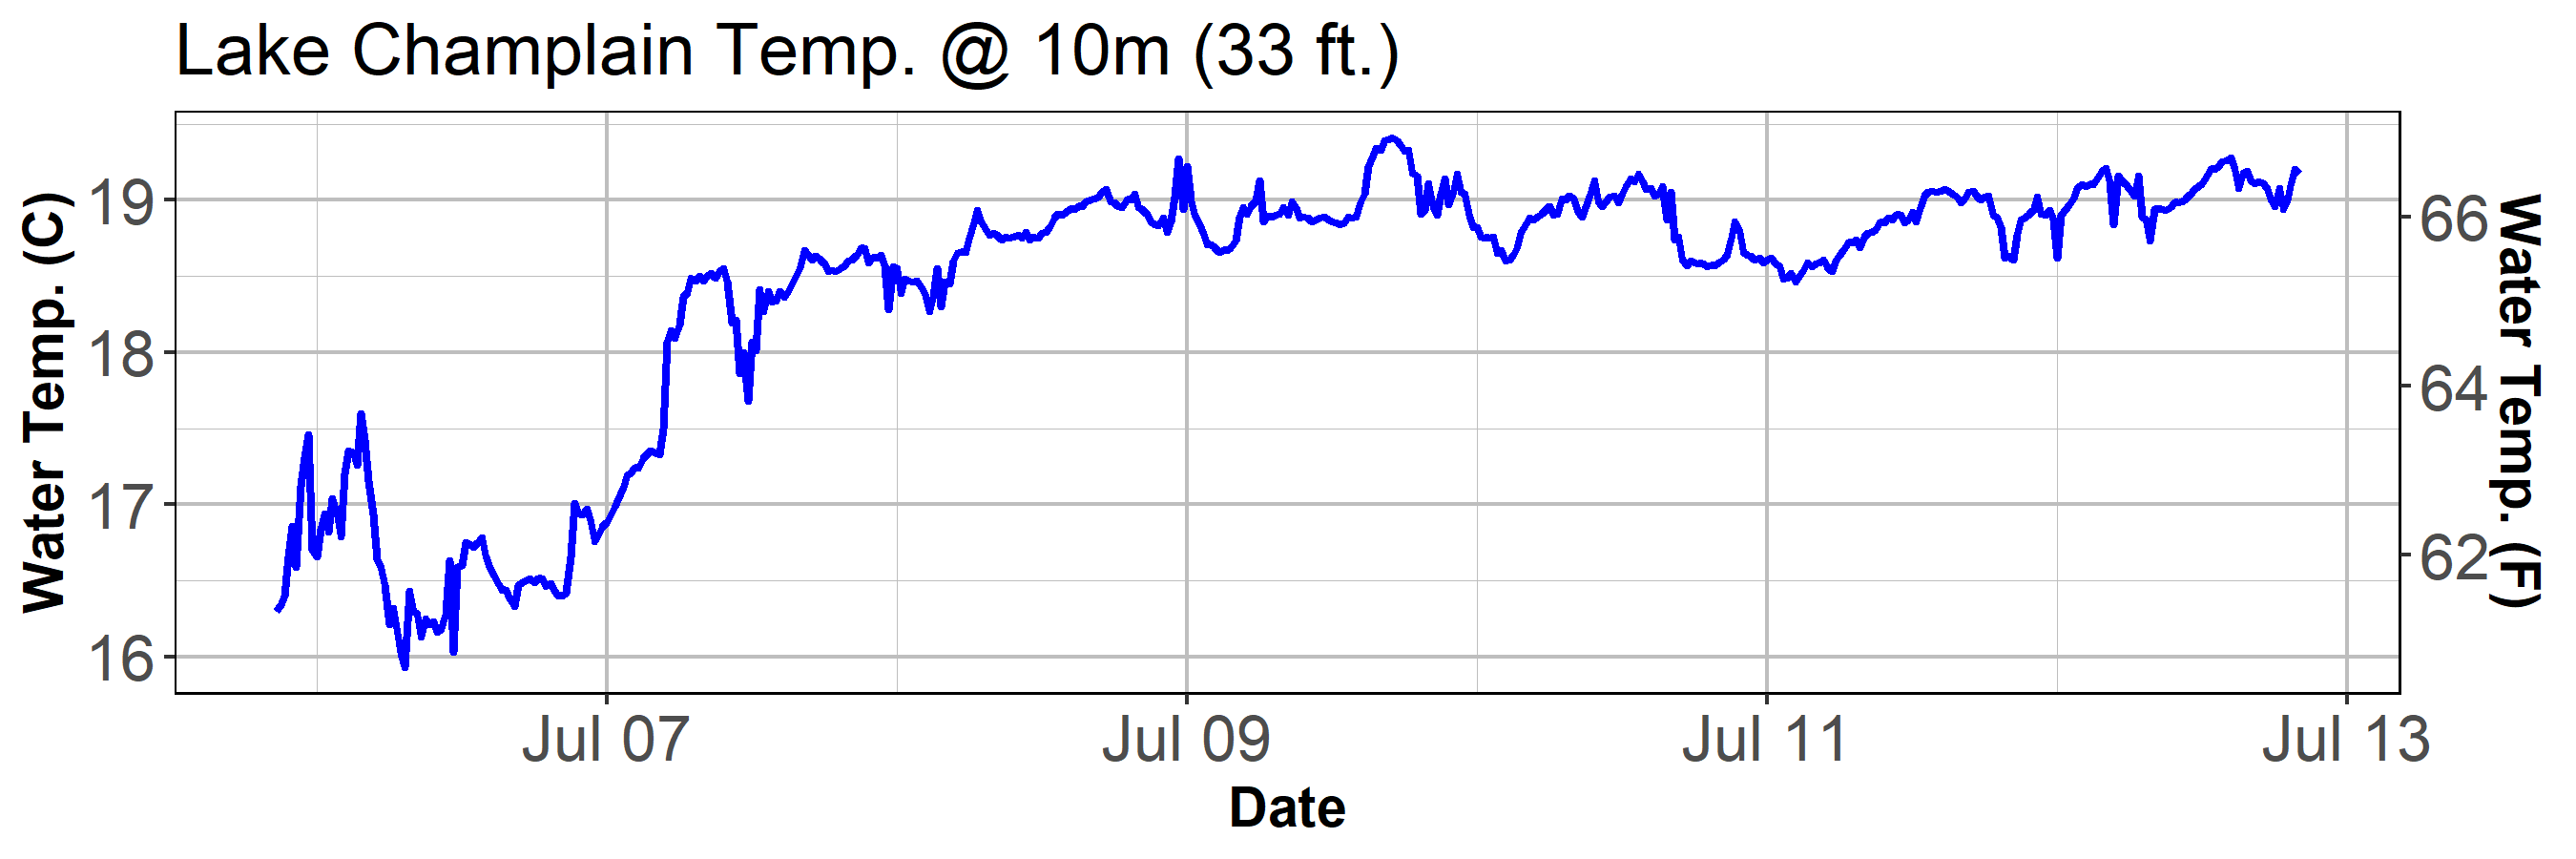 Lake Champlain Temp. @ 10m (33 ft.)
Water Temp. (C)
19
18
17
16
66
64
62
Water Temp. (F)
Jul 07 Jul 09 Jul 11 Jul 13
Date